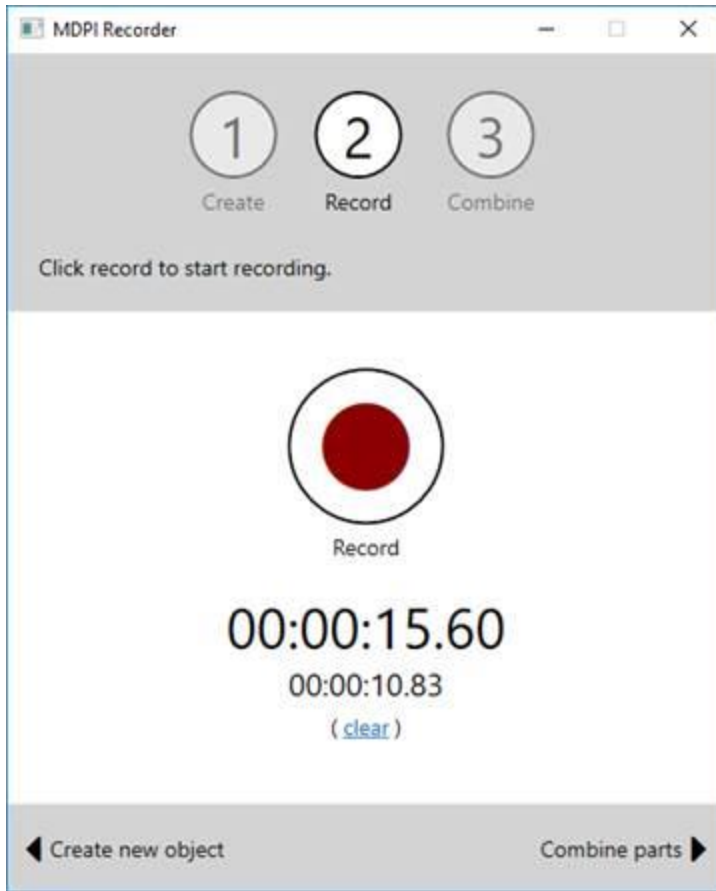 MDPI Recorder
1 2 3
Create Record Combine
Click record to start recording.
Record
00:00:15.60
00:00:10.83
( clear )
Create new object Combine parts